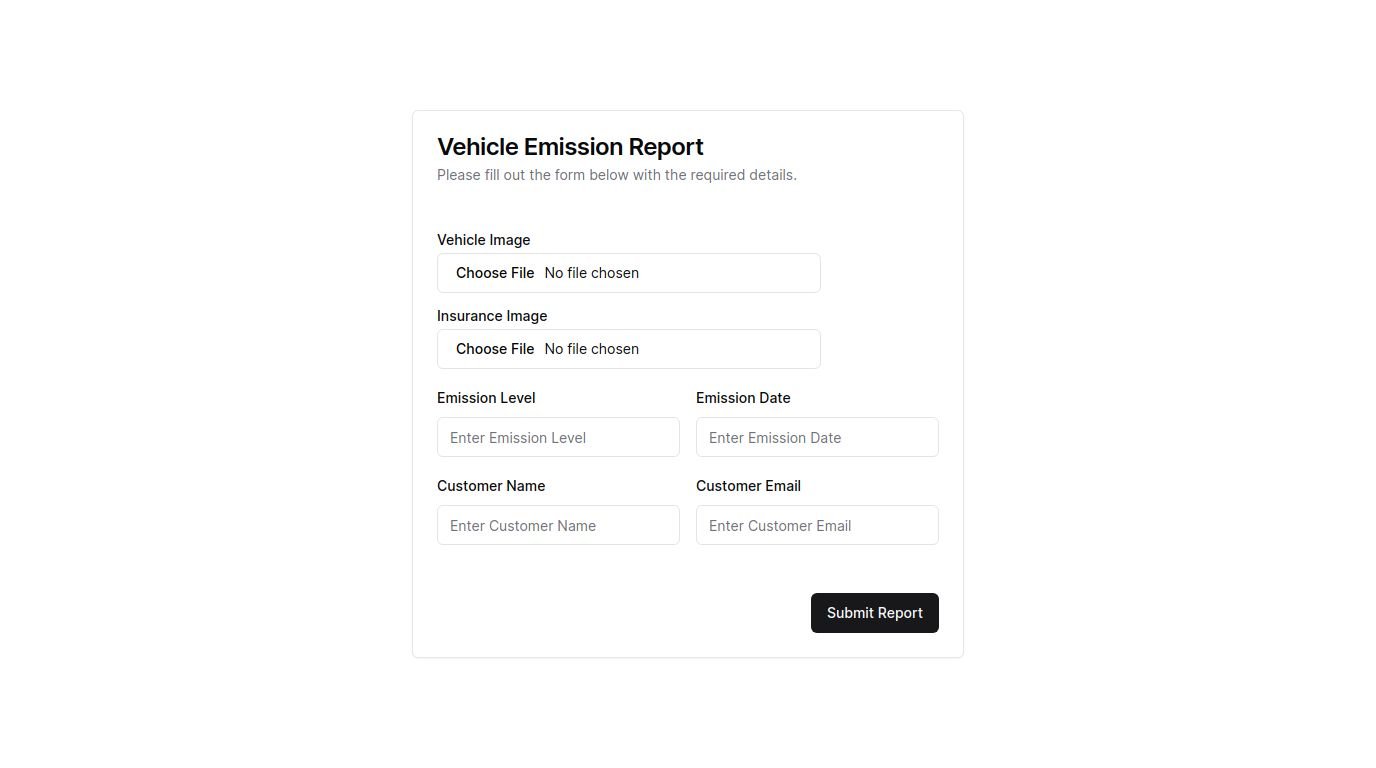 Vehicle Emission Report
Please fill out the form below with the required details.
Vehicle Image
Choose File No file chosen
Insurance Image
Choose File No file chosen
Emission Level Emission Date
Enter Emission Level Enter Emission Date
Customer Name Customer Email
Enter Customer Name Enter Customer Email
Submit Report